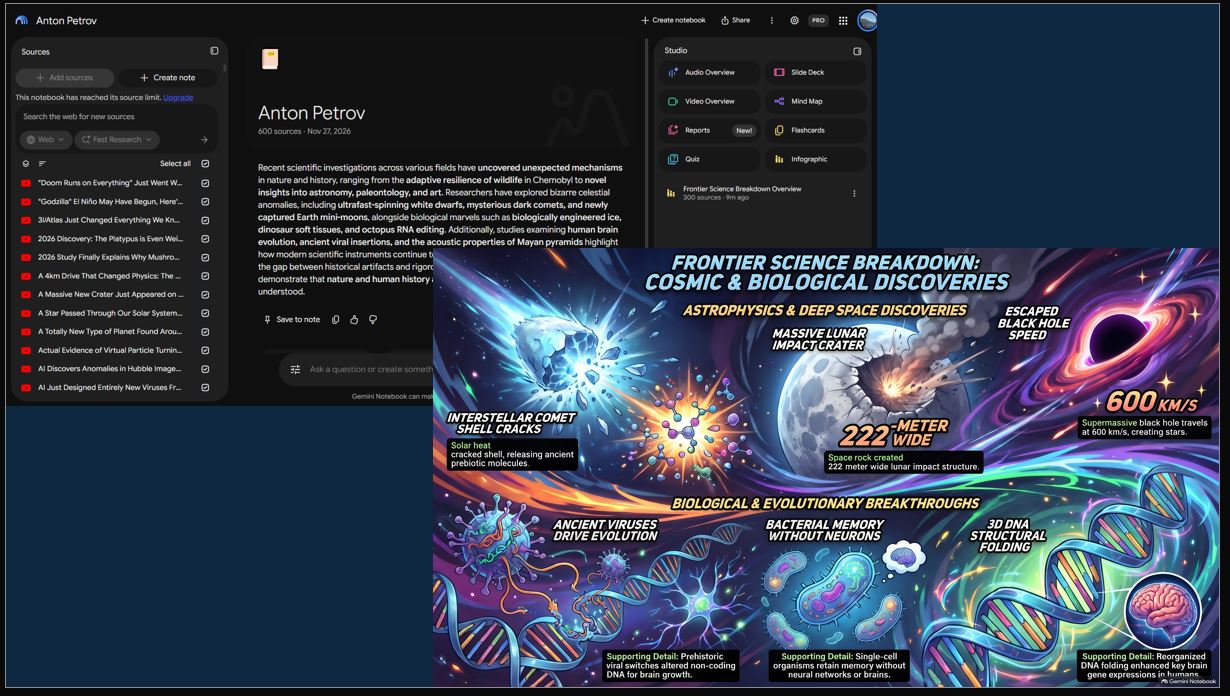 Anton Petrov
Create notebook
Share
PRO
Sources
Add sources
Create note
This notebook has reached its source limit. Upgrade
Search the web for new sources
Web
Fast Research
Select all
"Doom Runs on Everything" Just Went W...
"Godzilla" El Niño May Have Begun, Here'...
3I/Atlas Just Changed Everything We Kn...
2026 Discovery: The Platypus is Even Wei...
2026 Study Finally Explains Why Mushro...
A 4km Drive That Changed Physics: The ...
A Massive New Crater Just Appeared on ...
A Star Passed Through Our Solar System...
A Totally New Type of Planet Found Arou...
Actual Evidence of Virtual Particle Turnin...
AI Discovers Anomalies in Hubble Image...
AI Just Designed Entirely New Viruses Fr...
Anton Petrov
600 sources · Nov 27, 2026
Recent scientific investigations across various fields have uncovered unexpected mechanisms
in nature and history, ranging from the adaptive resilience of wildlife in Chernobyl to novel
insights into astronomy, paleontology, and art. Researchers have explored bizarre celestial
anomalies, including ultrafast-spinning white dwarfs, mysterious dark comets, and newly
captured Earth mini-moons, alongside biological marvels such as biologically engineered ice,
dinosaur soft tissues, and octopus RNA editing. Additionally, studies examining human brain
evolution, ancient viral insertions, and the acoustic properties of Mayan pyramids highlight
how modern scientific instruments continue to
the gap between historical artifacts and rigor
demonstrate that nature and human history a
understood.
Save to note
Ask a question or create someth
Gemini Notebook can mak
Studio
Audio Overview
Slide Deck
Video Overview
Mind Map
Reports
New!
Flashcards
Quiz
Infographic
Frontier Science Breakdown Overview
300 sources · 9m ago
FRONTIER SCIENCE BREAKDOWN:
COSMIC & BIOLOGICAL DISCOVERIES
ASTROPHYSICS & DEEP SPACE DISCOVERIES
INTERSTELLAR COMET
SHELL CRACKS
Solar heat
cracked shell, releasing ancient
prebiotic molecules.
MASSIVE LUNAR
IMPACT CRATER
222-METER
WIDE
Space rock created
222 meter wide lunar impact structure.
ESCAPED
BLACK HOLE
SPEED
600 KM/S
Supermassive black hole travels
at 600 km/s, creating stars.
BIOLOGICAL & EVOLUTIONARY BREAKTHROUGHS
ANCIENT VIRUSES
DRIVE EVOLUTION
Supporting Detail: Prehistoric
viral switches altered non-coding
DNA for brain growth.
BACTERIAL MEMORY
WITHOUT NEURONS
Supporting Detail: Single-cell
organisms retain memory without
neural networks or brains.
3D DNA
STRUCTURAL
FOLDING
Supporting Detail: Reorganized
DNA folding enhanced key brain
gene expressions in humans.
Gemini Notebook